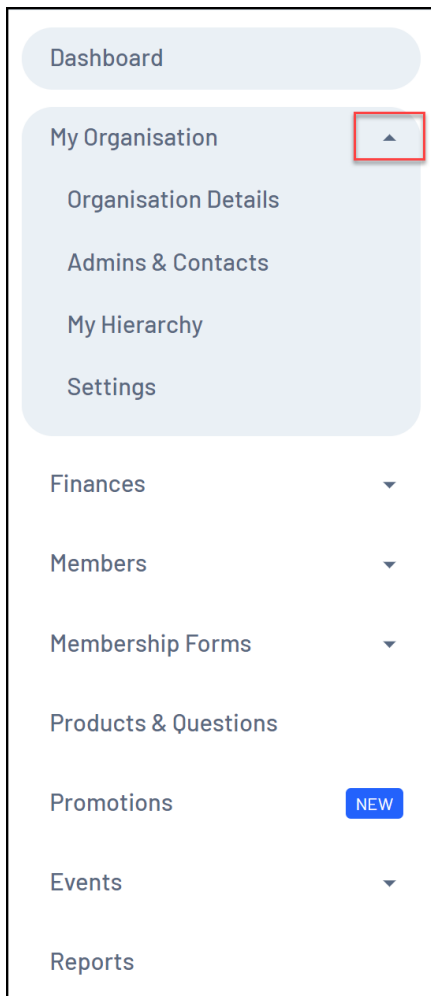 Dashboard
My Organisation
Organisation Details
Admins & Contacts
My Hierarchy
Settings
Finances
Members
Membership Forms
Products & Questions
Promotions NEW
Events
Reports